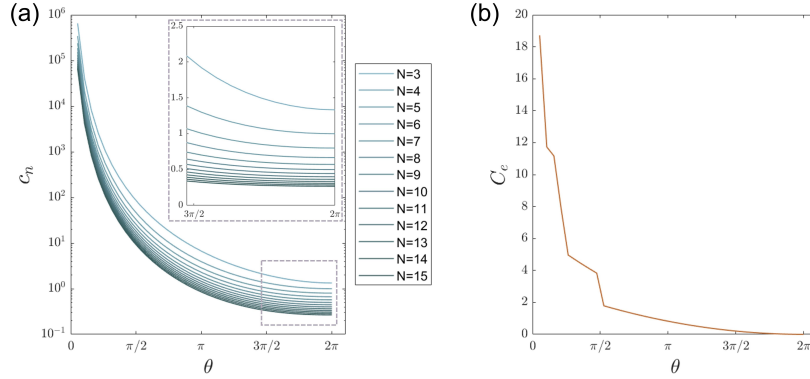 (a)
10^6
10^5
10^4
10^3
10^2
10^1
10^0
10^-1
c_n
0
π/2
π
3π/2
2π
θ
2.5
2
1.5
1
0.5
0
3π/2
2π
N=3
N=4
N=5
N=6
N=7
N=8
N=9
N=10
N=11
N=12
N=13
N=14
N=15
(b)
20
18
16
14
12
10
8
6
4
2
0
C_e
0
π/2
π
3π/2
2π
θ